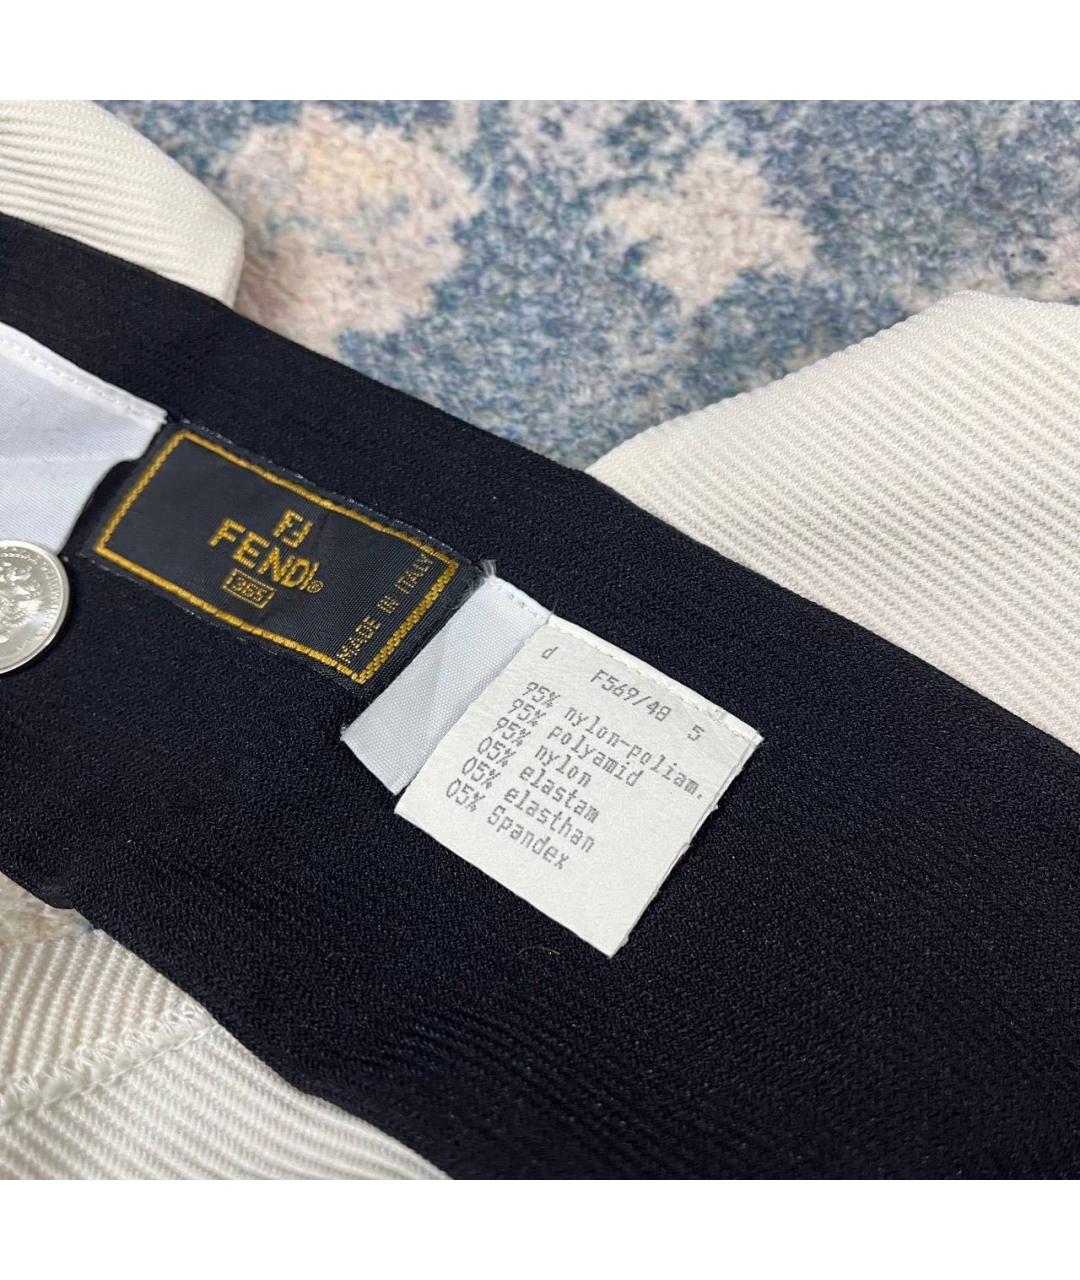 FF
FENDI®
365
MADE IN ITALY
d F569/48 5
95% nylon-poliam.
95% polyamid
95% nylon
05% elastam
05% elasthan
05% Spandex